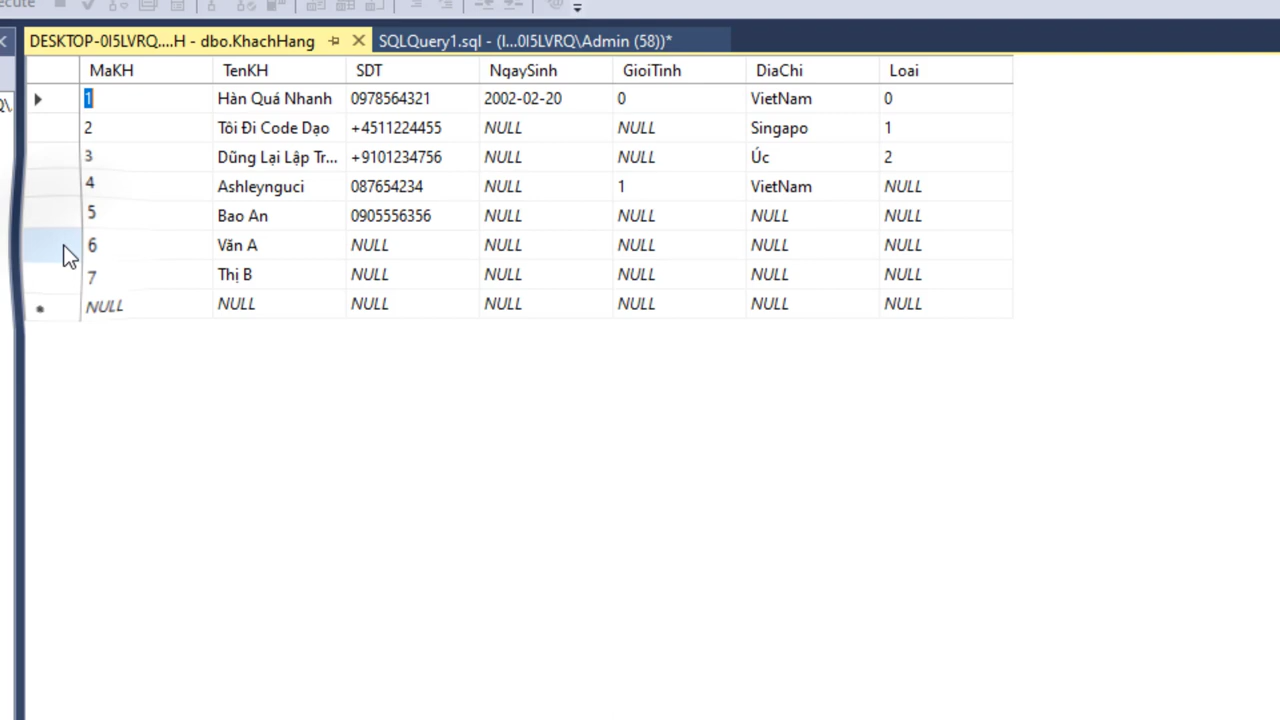 ecute
DESKTOP-0I5LVRQ....H - dbo.KhachHang
SQLQuery1.sql - (l...0I5LVRQ\Admin (58))*
Q\.
MaKH TenKH SDT NgaySinh GioiTinh DiaChi Loai
1 Hàn Quá Nhanh 0978564321 2002-02-20 0 VietNam 0
2 Tôi Đi Code Dạo +4511224455 NULL NULL Singapo 1
3 Dũng Lại Lập Tr... +9101234756 NULL NULL Úc 2
4 Ashleynguci 087654234 NULL 1 VietNam NULL
5 Bao An 0905556356 NULL NULL NULL NULL
6 Văn A NULL NULL NULL NULL NULL
7 Thị B NULL NULL NULL NULL NULL
NULL NULL NULL NULL NULL NULL NULL